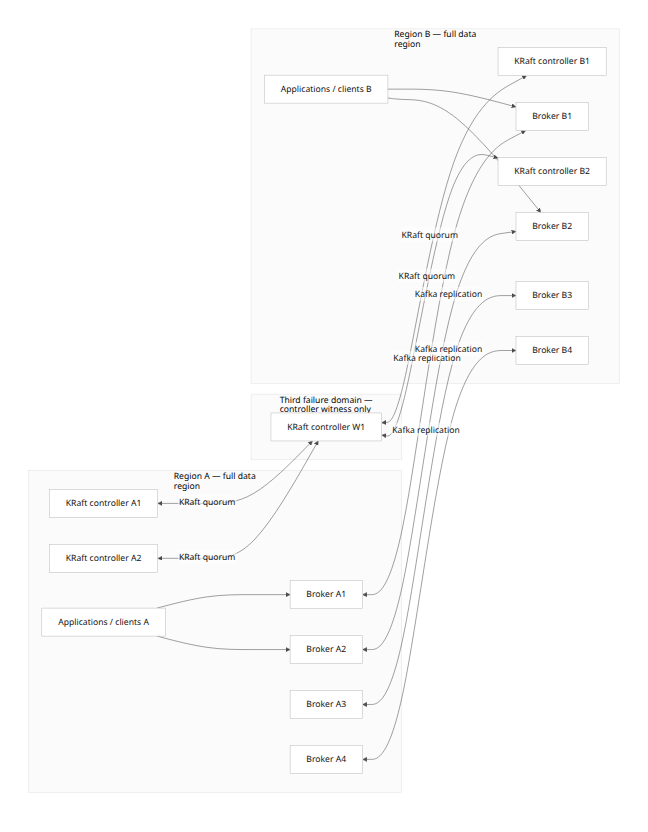 Region B — full data
region
KRaft controller B1
Applications / clients B
Broker B1
KRaft controller B2
Broker B2
KRaft quorum
KRaft quorum
Kafka replication
Broker B3
Kafka replication
Kafka replication
Broker B4
Third failure domain —
controller witness only
KRaft controller W1
Kafka replication
Region A — full data
region
KRaft controller A1
KRaft quorum
KRaft controller A2
KRaft quorum
Broker A1
Applications / clients A
Broker A2
Broker A3
Broker A4